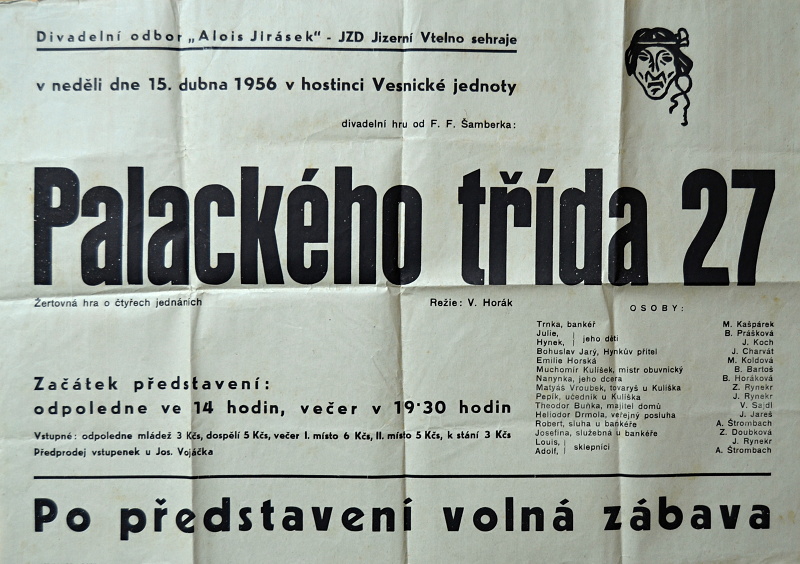 Divadelní odbor „Alois Jirásek“ - JZD Jizerní Vtelno sehraje
v neděli dne 15. dubna 1956 v hostinci Vesnické jednoty
divadelní hru od F. F. Šamberka:
Palackého třída 27
Žertovná hra o čtyřech jednáních
Režie: V. Horák
OSOBY:
Trnka, bankéř M. Kašpárek
Julie, B. Prášková
Hynek, } jeho děti J. Koch
Bohuslav Jarý, Hynkův přítel J. Charvát
Emilie Horská M. Koldová
Muchomír Kulíšek, mistr obuvnický B. Bartoš
Nanynka, jeho dcera B. Horáková
Matyáš Vroubek, tovaryš u Kulíška Z. Rynekr
Pepík, učedník u Kulíška J. Rynekr
Theodor Buňka, majitel domů V. Sajdl
Heliodor Drmola, veřejný posluha J. Jareš
Robert, sluha u bankéře A. Štrombach
Josefina, služebná u bankéře Z. Doubková
Louis, J. Rynekr
Adolf, } sklepníci A. Štrombach
Začátek představení:
odpoledne ve 14 hodin, večer v 19·30 hodin
Vstupné: odpoledne mládež 3 Kčs, dospělí 5 Kčs, večer I. místo 6 Kčs, II. místo 5 Kčs, k stání 3 Kčs
Předprodej vstupenek u Jos. Vojáčka
Po představení volná zábava